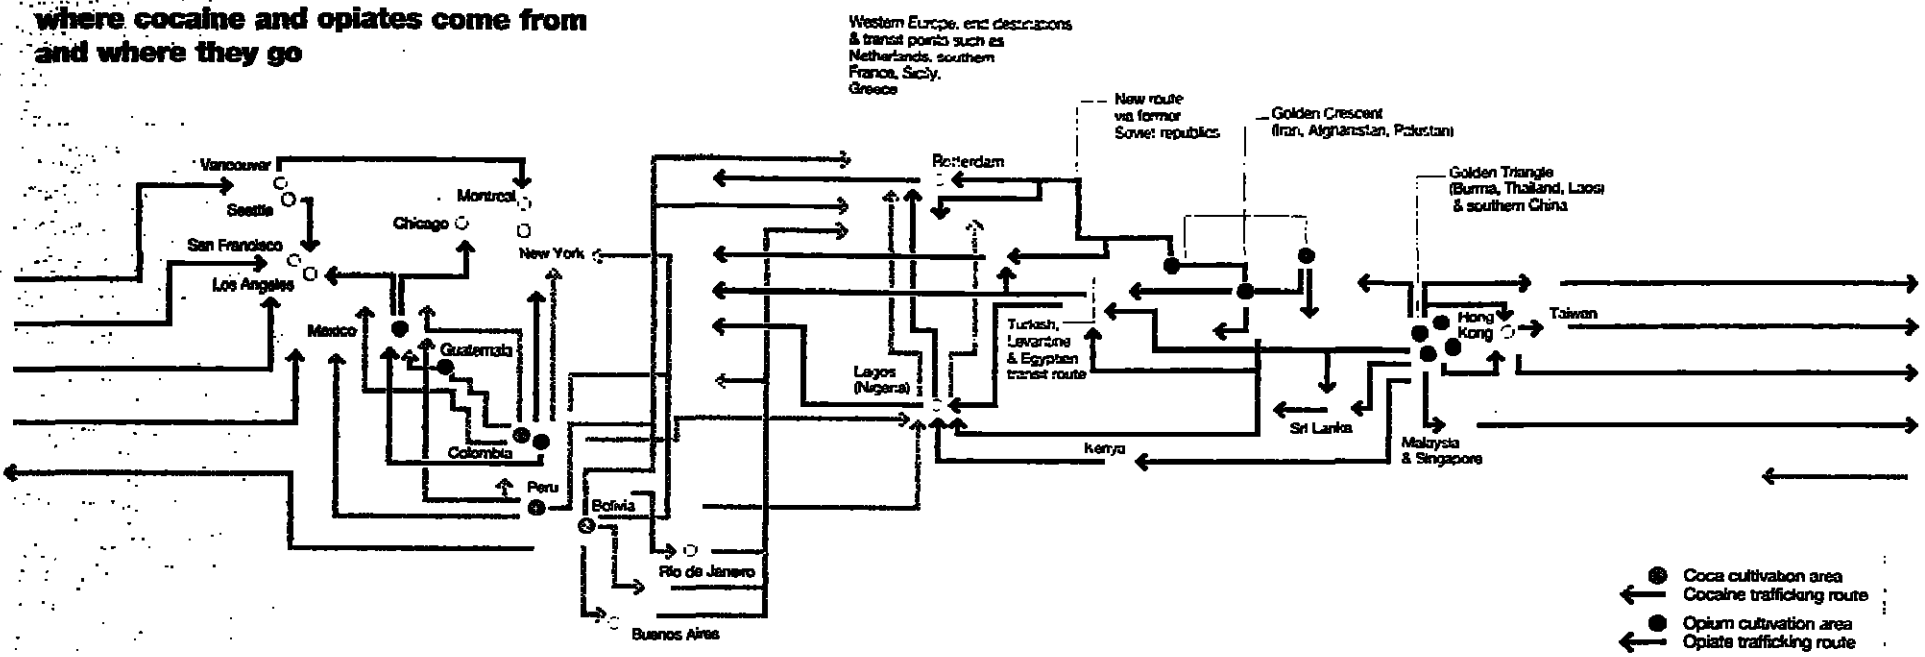 where cocaine and opiates come from
and where they go
Western Europe, end destinations
& transit points such as
Netherlands, southern
France, Sicily,
Greece
New route
via former
Soviet republics
Golden Crescent
(Iran, Afghanistan, Pakistan)
Golden Triangle
(Burma, Thailand, Laos)
& southern China
Vancouver
Seattle
San Francisco
Los Angeles
Chicago
Montreal
New York
Rotterdam
Mexico
Guatemala
Colombia
Peru
Bolivia
Rio de Janeiro
Buenos Aires
Lagos
(Nigeria)
Turkish,
Levantine
& Egyptian
transit route
Kenya
Sri Lanka
Hong
Kong
Taiwan
Malaysia
& Singapore
Coca cultivation area
Cocaine trafficking route
Opium cultivation area
Opiate trafficking route